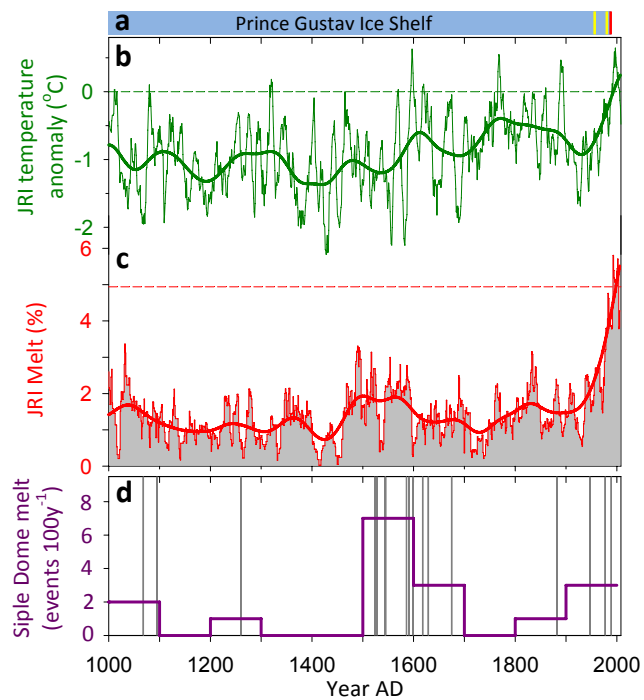 a
Prince Gustav Ice Shelf
b
JRI temperature
anomaly (°C)
0
-1
-2
c
JRI Melt (%)
6
4
2
0
d
Siple Dome melt
(events 100y⁻¹)
8
6
4
2
0
1000 1200 1400 1600 1800 2000
Year AD